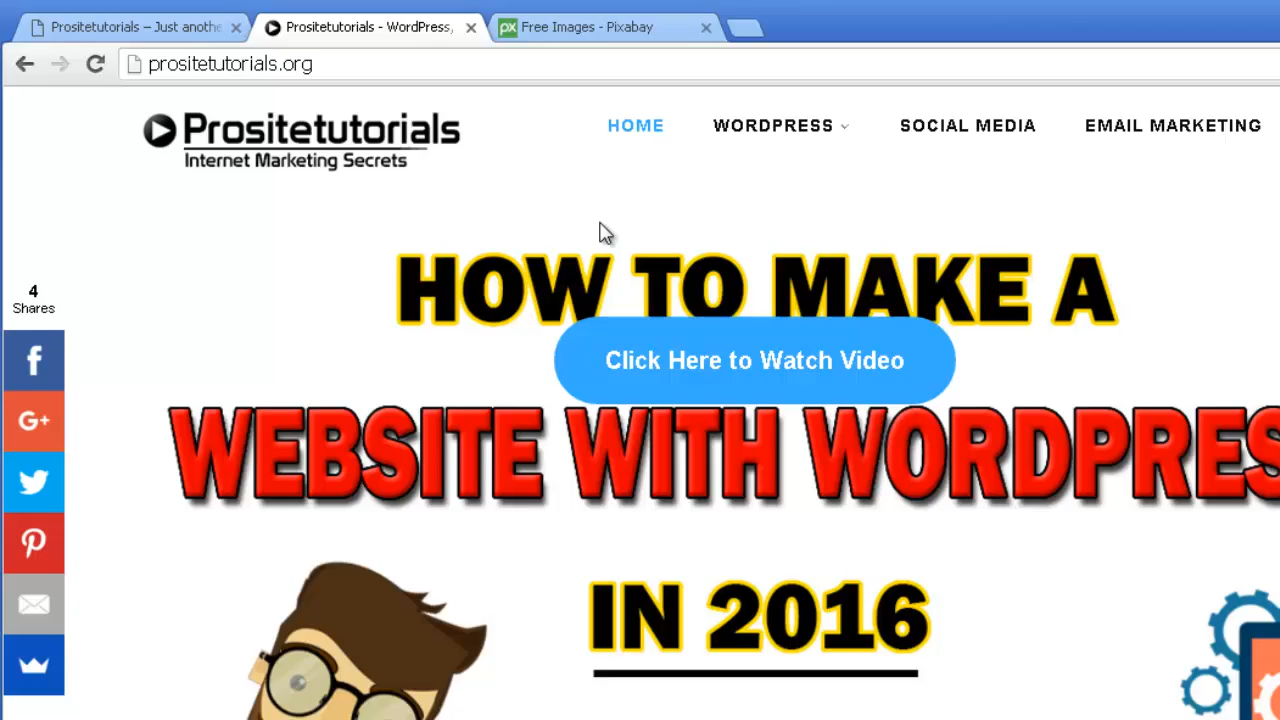 Prositetutorials – Just anothe
Prositetutorials - WordPress,
px Free Images - Pixabay
prositetutorials.org
Prositetutorials
Internet Marketing Secrets
HOME WORDPRESS SOCIAL MEDIA EMAIL MARKETING
4
Shares
HOW TO MAKE A
Click Here to Watch Video
WEBSITE WITH WORDPRES
IN 2016
f
G+